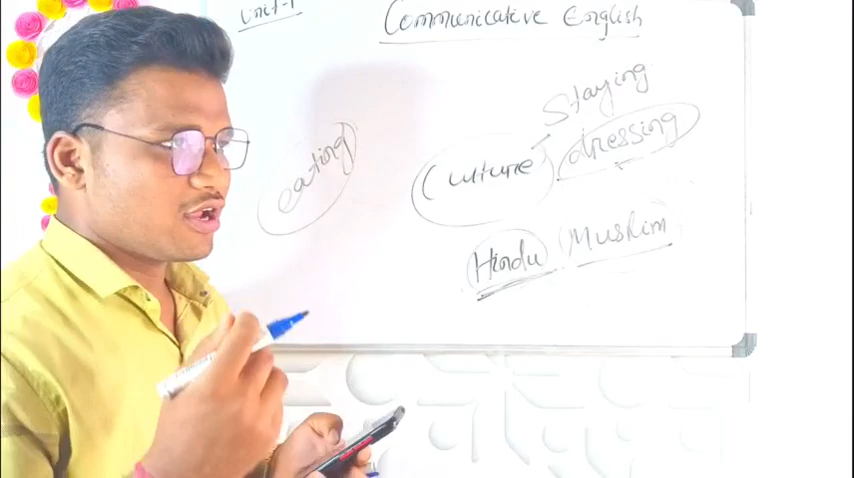 Unit-1
Communicative English
Staying
eating
Culture dressing
Hindu Muslim